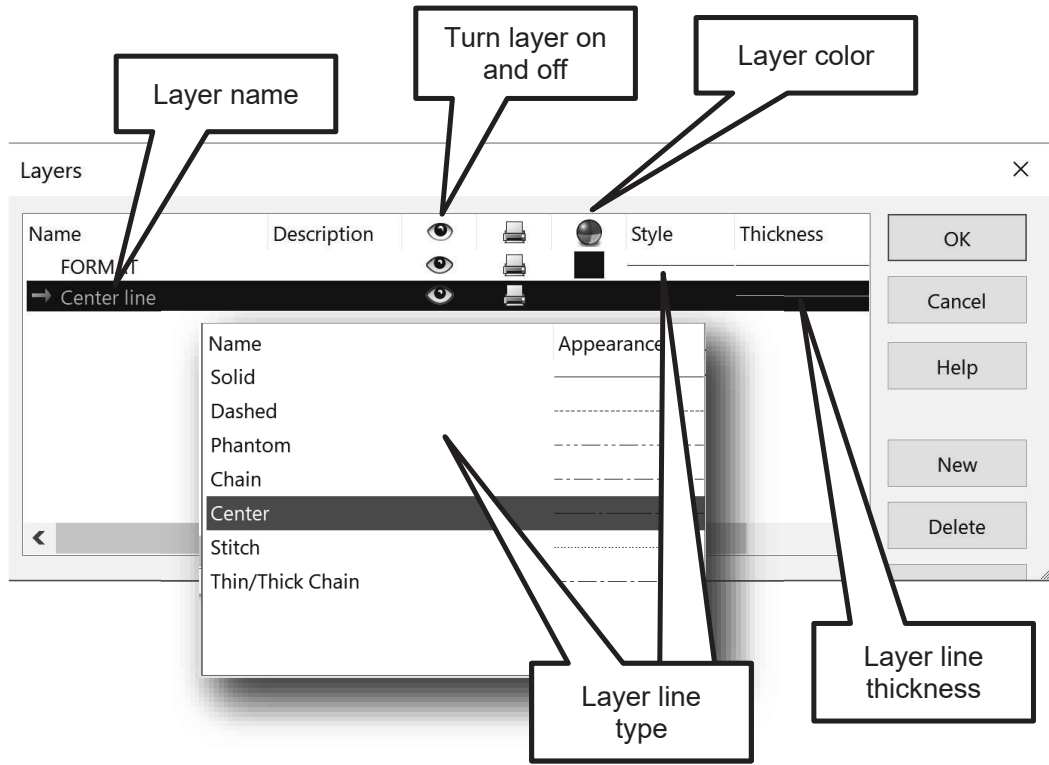 Turn layer on
and off
Layer color
Layer name
Layers
Name Description Style Thickness
OK
FORMAT
Center line
Cancel
Name Appearance
Help
Solid
Dashed
Phantom
Chain
New
Center
Delete
Stitch
Thin/Thick Chain
Layer line
thickness
Layer line
type